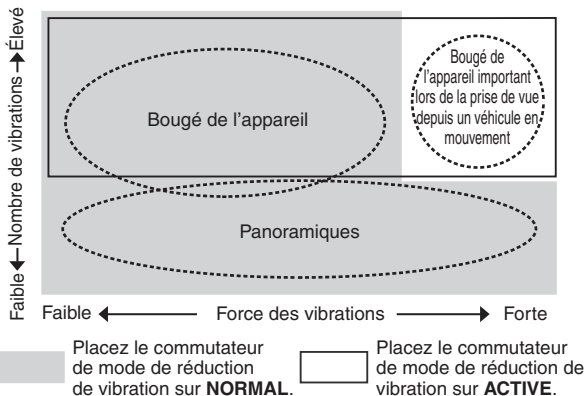 Faible ◄—Nombre de vibrations —► Élevé
Bougé de l'appareil
Bougé de
l'appareil important
lors de la prise de vue
depuis un véhicule en
mouvement
Panoramiques
Faible ◄— Force des vibrations —► Forte
Placez le commutateur
de mode de réduction
de vibration sur NORMAL.
Placez le commutateur
de mode de réduction de
vibration sur ACTIVE.